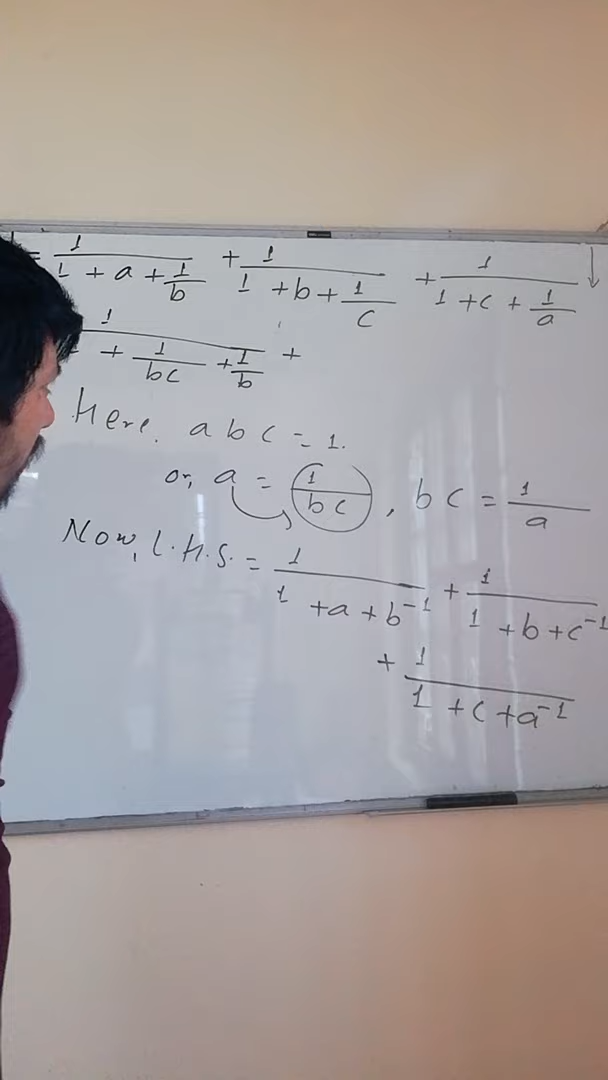 = 1/(1 + a + 1/b) + 1/(1 + b + 1/c) + 1/(1 + c + 1/a) ↓
1/( + 1/bc + 1/b) +
Here. abc = 1.
or, a = 1/bc, bc = 1/a
Now, L.H.S. = 1/(1 + a + b⁻¹) + 1/(1 + b + c⁻¹)
+ 1/(1 + c + a⁻¹)